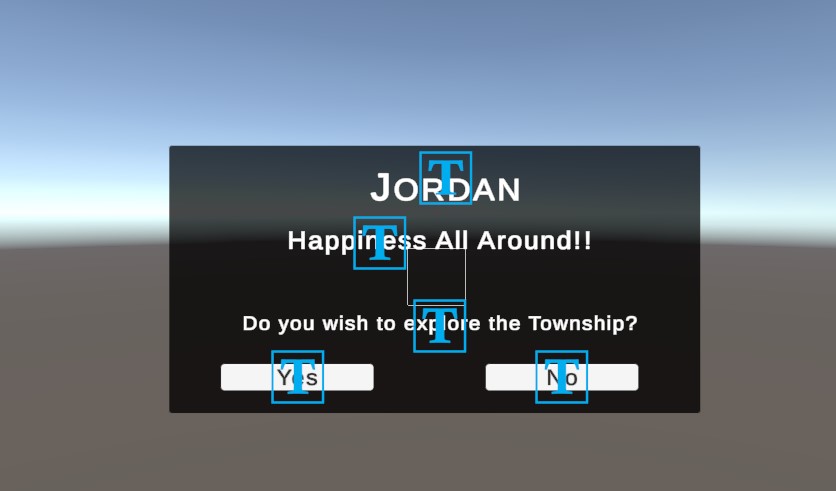 JORDAN
Happiness All Around!!
Do you wish to explore the Township?
Yes No